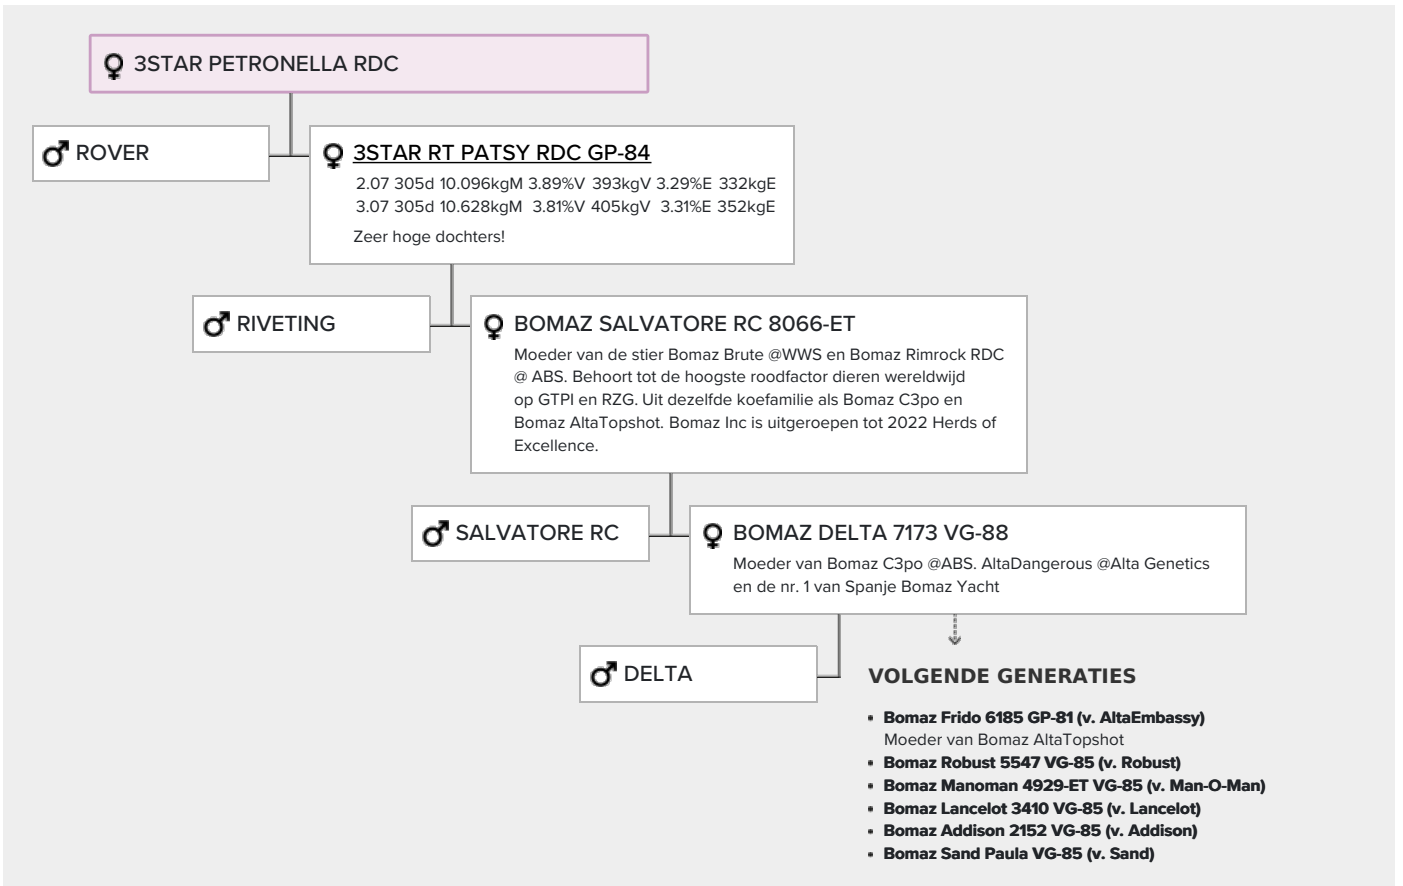 3STAR PETRONELLA RDC
ROVER
3STAR RT PATSY RDC GP-84
2.07 305d 10.096kgM 3.89%V 393kgV 3.29%E 332kgE
3.07 305d 10.628kgM 3.81%V 405kgV 3.31%E 352kgE
Zeer hoge dochters!
RIVETING
BOMAZ SALVATORE RC 8066-ET
Moeder van de stier Bomaz Brute @WWS en Bomaz Rimrock RDC
@ ABS. Behoort tot de hoogste roodfactor dieren wereldwijd
op GTPI en RZG. Uit dezelfde koefamilie als Bomaz C3po en
Bomaz AltaTopshot. Bomaz Inc is uitgeroepen tot 2022 Herds of
Excellence.
SALVATORE RC
BOMAZ DELTA 7173 VG-88
Moeder van Bomaz C3po @ABS. AltaDangerous @Alta Genetics
en de nr. 1 van Spanje Bomaz Yacht
DELTA
VOLGENDE GENERATIES
• Bomaz Frido 6185 GP-81 (v. AltaEmbassy)
Moeder van Bomaz AltaTopshot
• Bomaz Robust 5547 VG-85 (v. Robust)
• Bomaz Manoman 4929-ET VG-85 (v. Man-O-Man)
• Bomaz Lancelot 3410 VG-85 (v. Lancelot)
• Bomaz Addison 2152 VG-85 (v. Addison)
• Bomaz Sand Paula VG-85 (v. Sand)